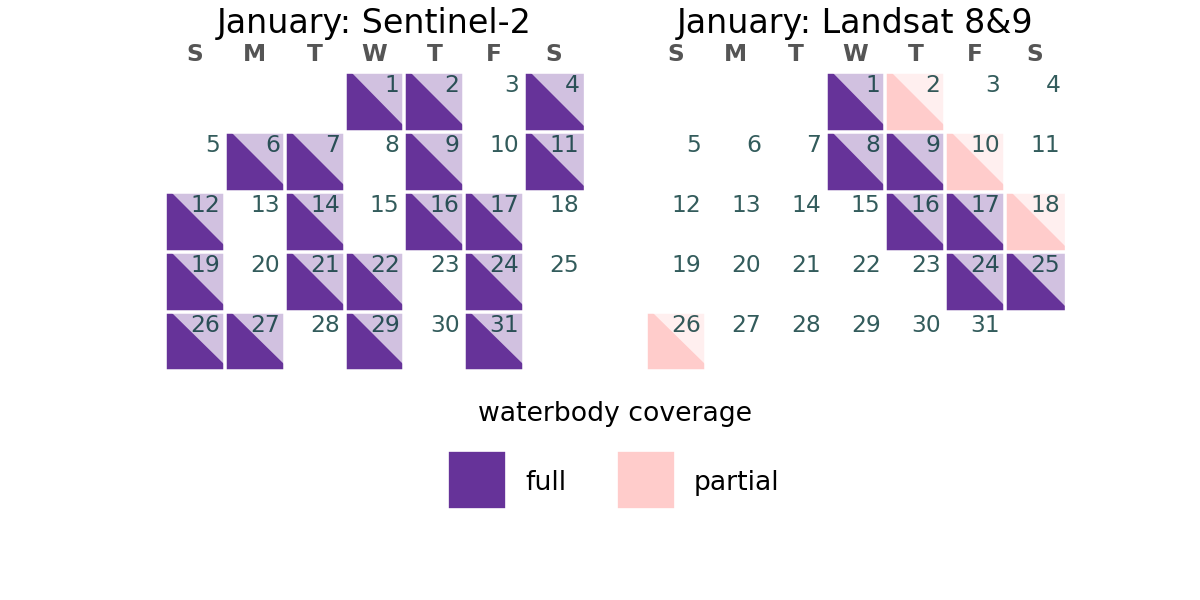 January: Sentinel-2
S M T W T F S
1 2 3 4
5 6 7 8 9 10 11
12 13 14 15 16 17 18
19 20 21 22 23 24 25
26 27 28 29 30 31
January: Landsat 8&9
S M T W T F S
1 2 3 4
5 6 7 8 9 10 11
12 13 14 15 16 17 18
19 20 21 22 23 24 25
26 27 28 29 30 31
waterbody coverage
full partial